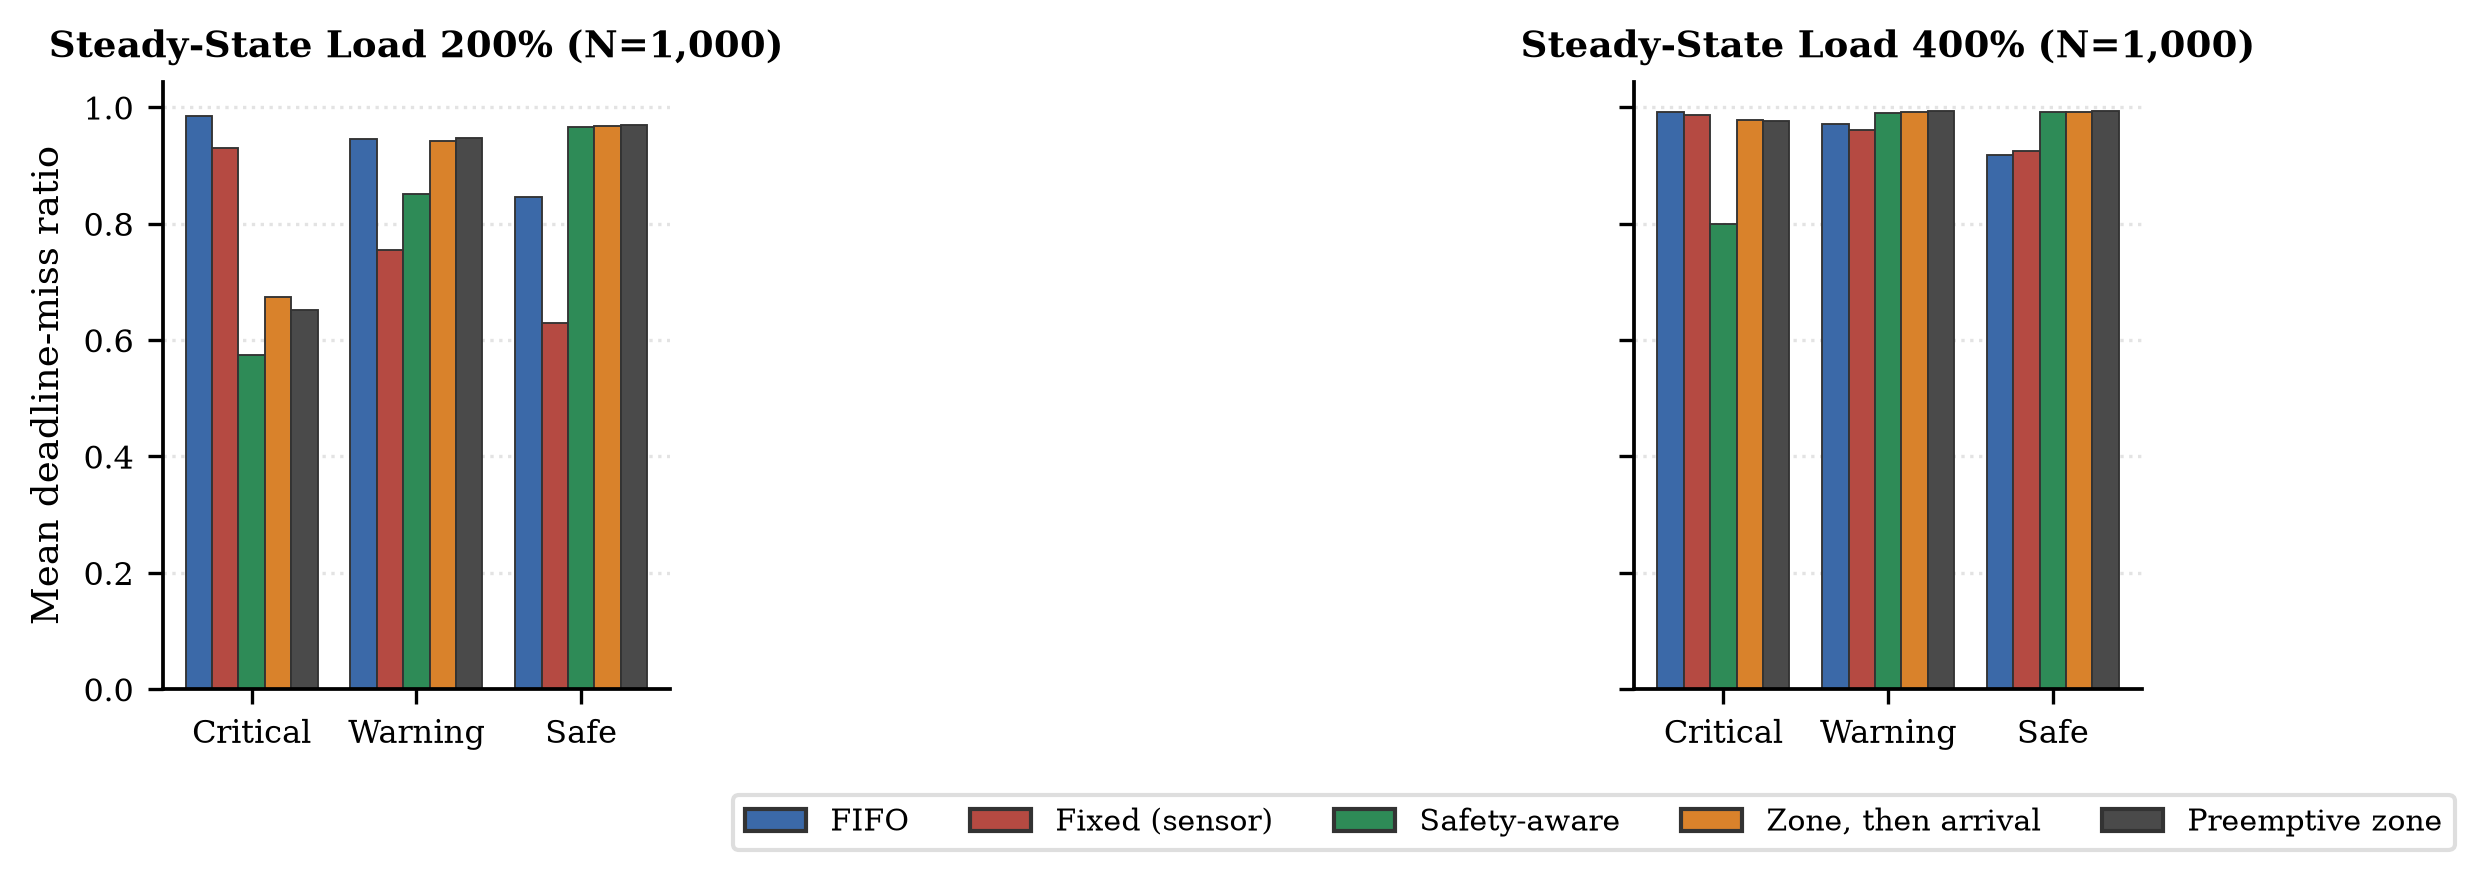 Steady-State Load 200% (N=1,000)
Steady-State Load 400% (N=1,000)
Mean deadline-miss ratio
1.0
0.8
0.6
0.4
0.2
0.0
Critical Warning Safe
Critical Warning Safe
FIFO Fixed (sensor) Safety-aware Zone, then arrival Preemptive zone